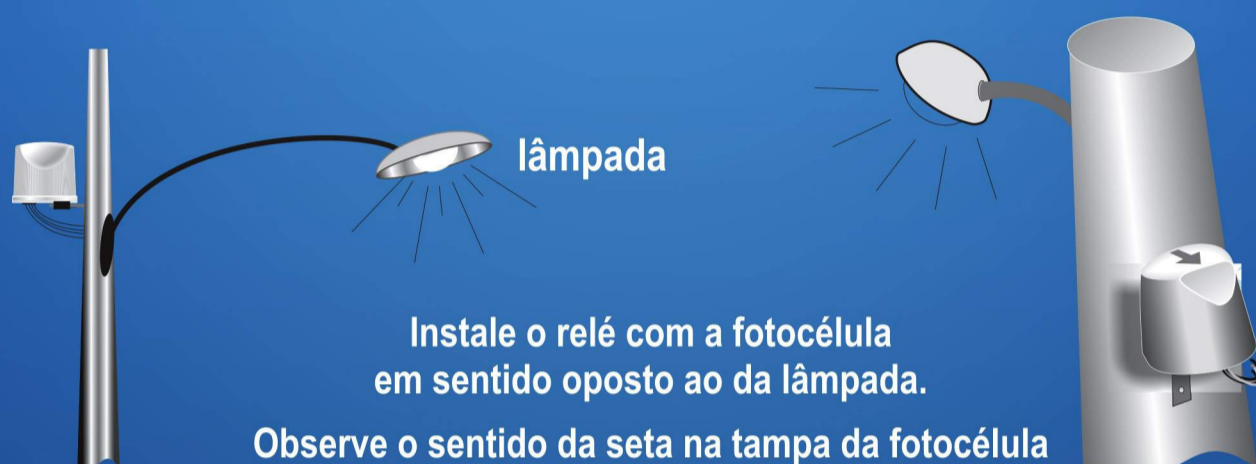 lâmpada
Instale o relé com a fotocélula
em sentido oposto ao da lâmpada.
Observe o sentido da seta na tampa da fotocélula